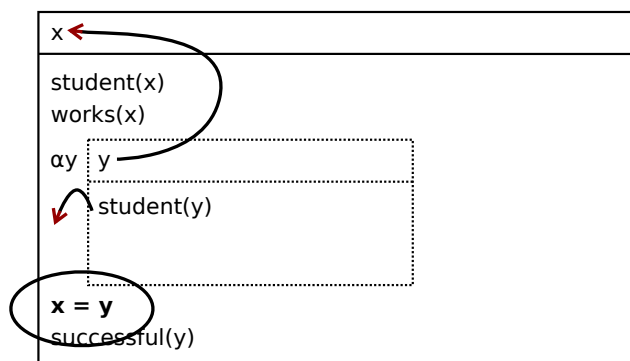 x
student(x)
works(x)
αy y
student(y)
x = y
successful(y)